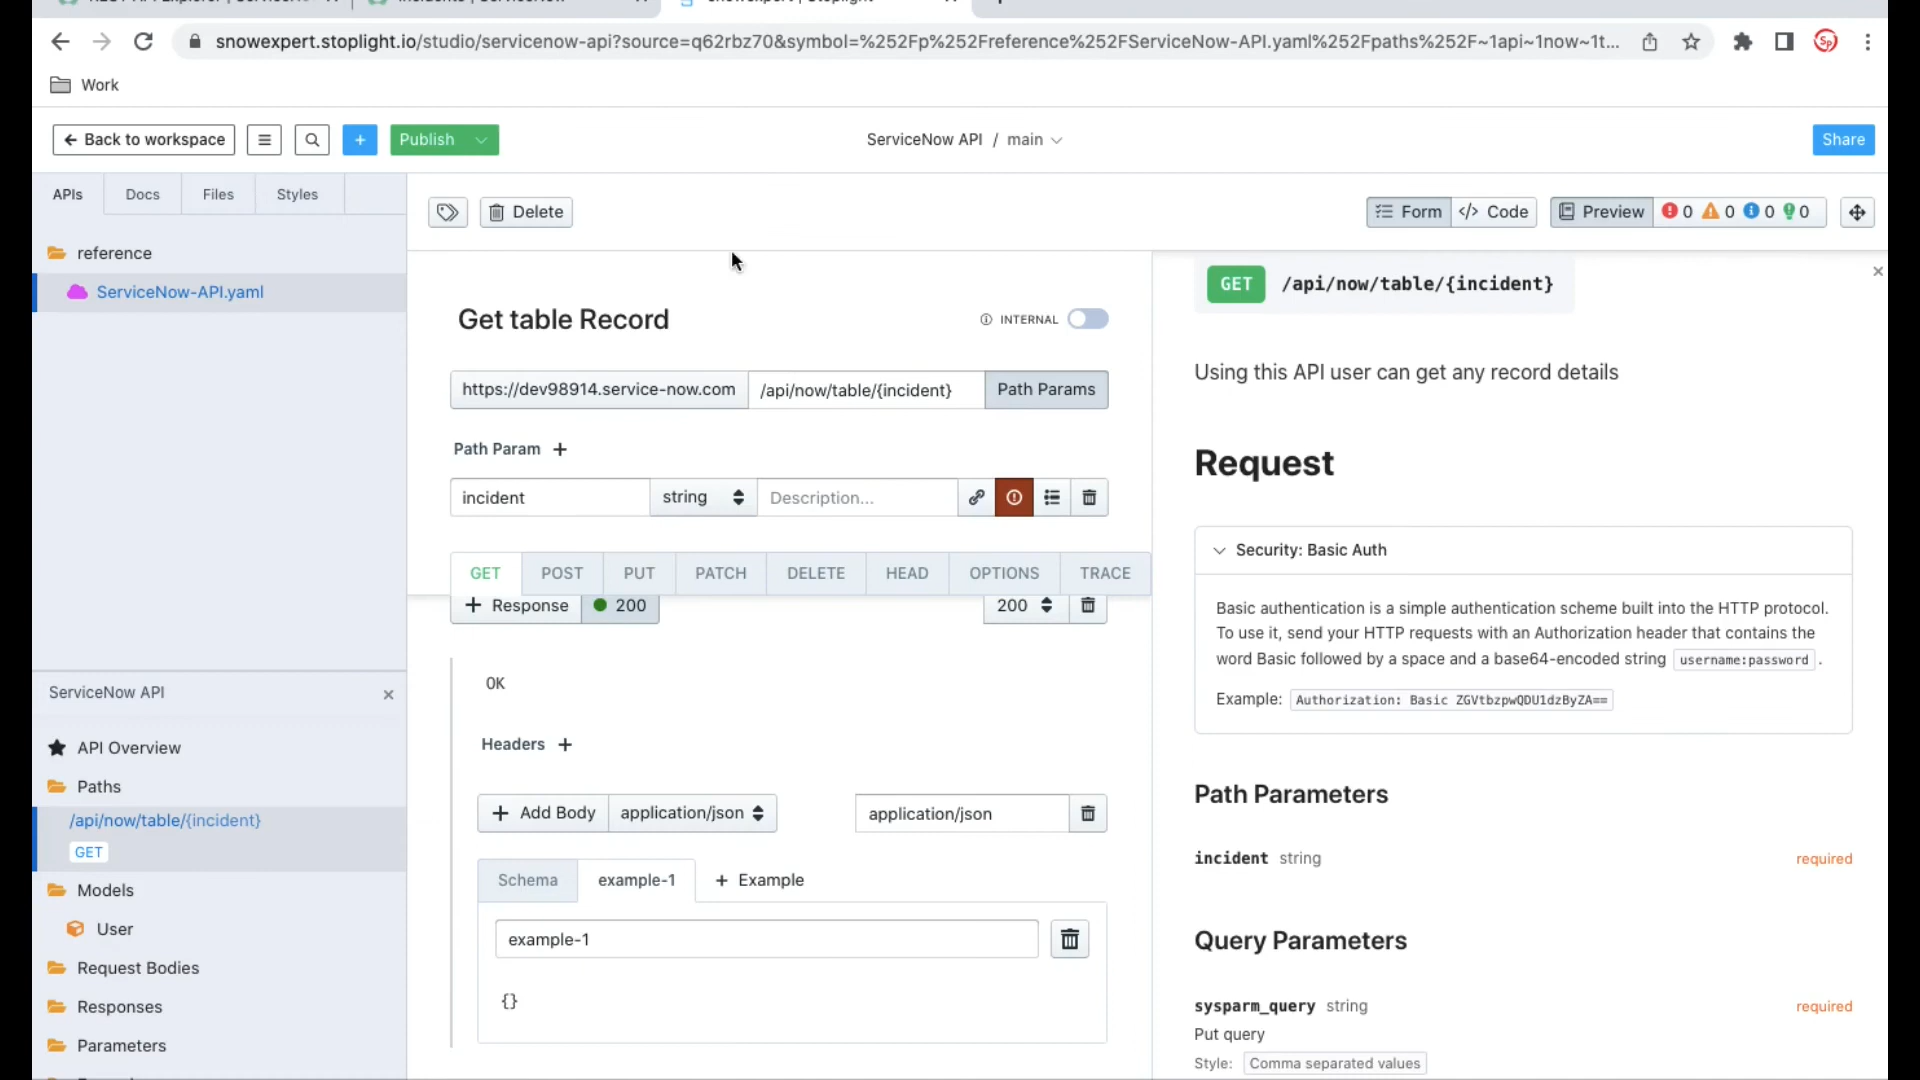 snowexpert.stoplight.io/studio/servicenow-api?source=q62rbz70&symbol=%252Fp%252Freference%252FServiceNow-API.yaml%252Fpaths%252F~1api~1now~1t...
Work
Back to workspace
Publish
ServiceNow API / main
Share
APIs
Docs
Files
Styles
Delete
Form
</> Code
Preview
0
0
0
0
reference
ServiceNow-API.yaml
Get table Record
INTERNAL
https://dev98914.service-now.com
/api/now/table/{incident}
Path Params
Path Param +
incident
string
Description...
GET
POST
PUT
PATCH
DELETE
HEAD
OPTIONS
TRACE
+ Response
200
200
OK
Headers +
+ Add Body
application/json
application/json
Schema
example-1
+ Example
example-1
{}
ServiceNow API
API Overview
Paths
/api/now/table/{incident}
GET
Models
User
Request Bodies
Responses
Parameters
GET /api/now/table/{incident}
Using this API user can get any record details
Request
Security: Basic Auth
Basic authentication is a simple authentication scheme built into the HTTP protocol.
To use it, send your HTTP requests with an Authorization header that contains the
word Basic followed by a space and a base64-encoded string username:password .
Example: Authorization: Basic ZGVtbzpwQDU1dzByZA==
Path Parameters
incident string
required
Query Parameters
sysparm_query string
required
Put query
Style: Comma separated values